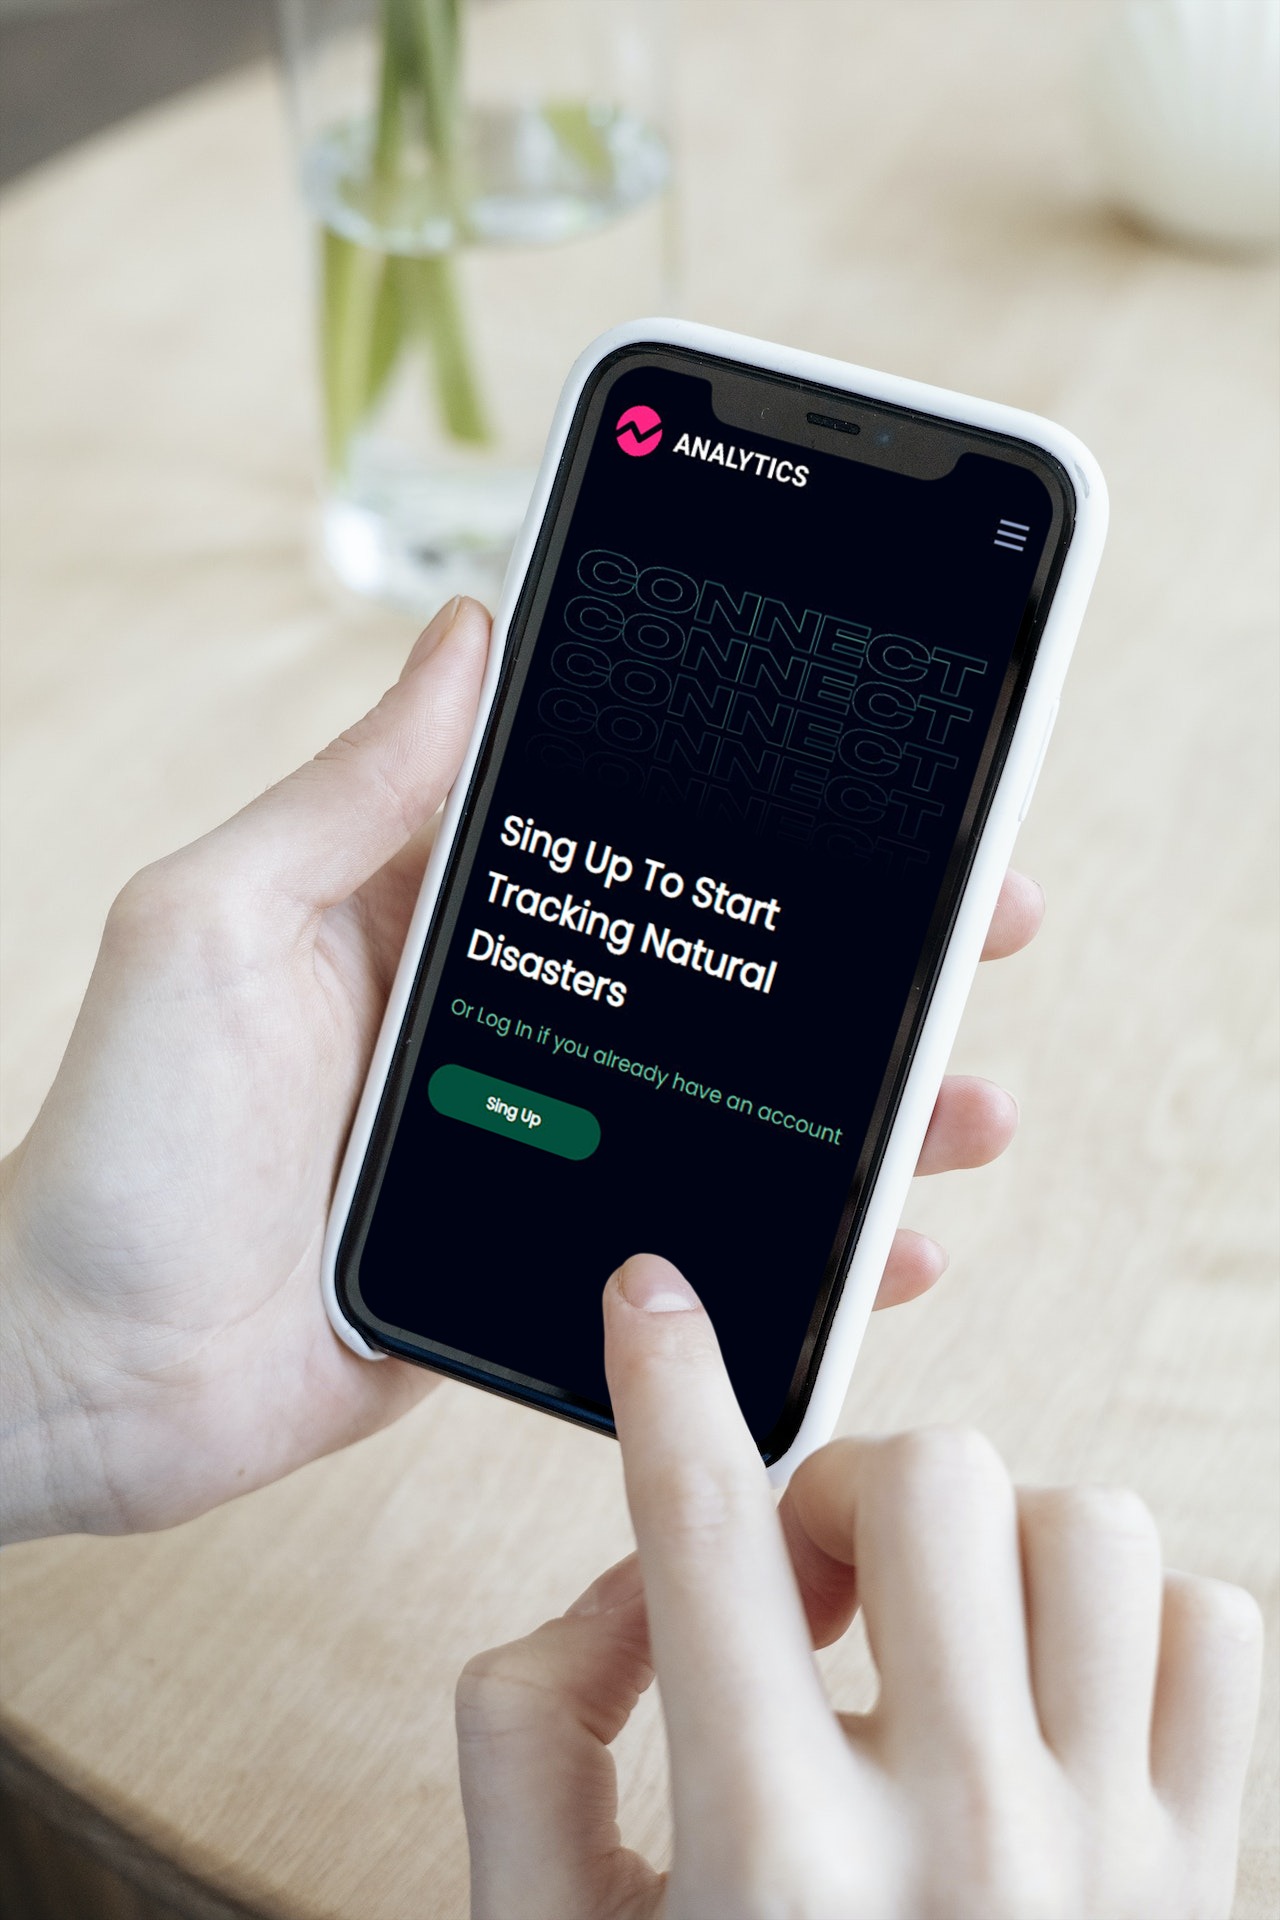 ANALYTICS
CONNECT
CONNECT
CONNECT
CONNECT
CONNECT
Sing Up To Start
Tracking Natural
Disasters
Or Log In if you already have an account
Sing Up